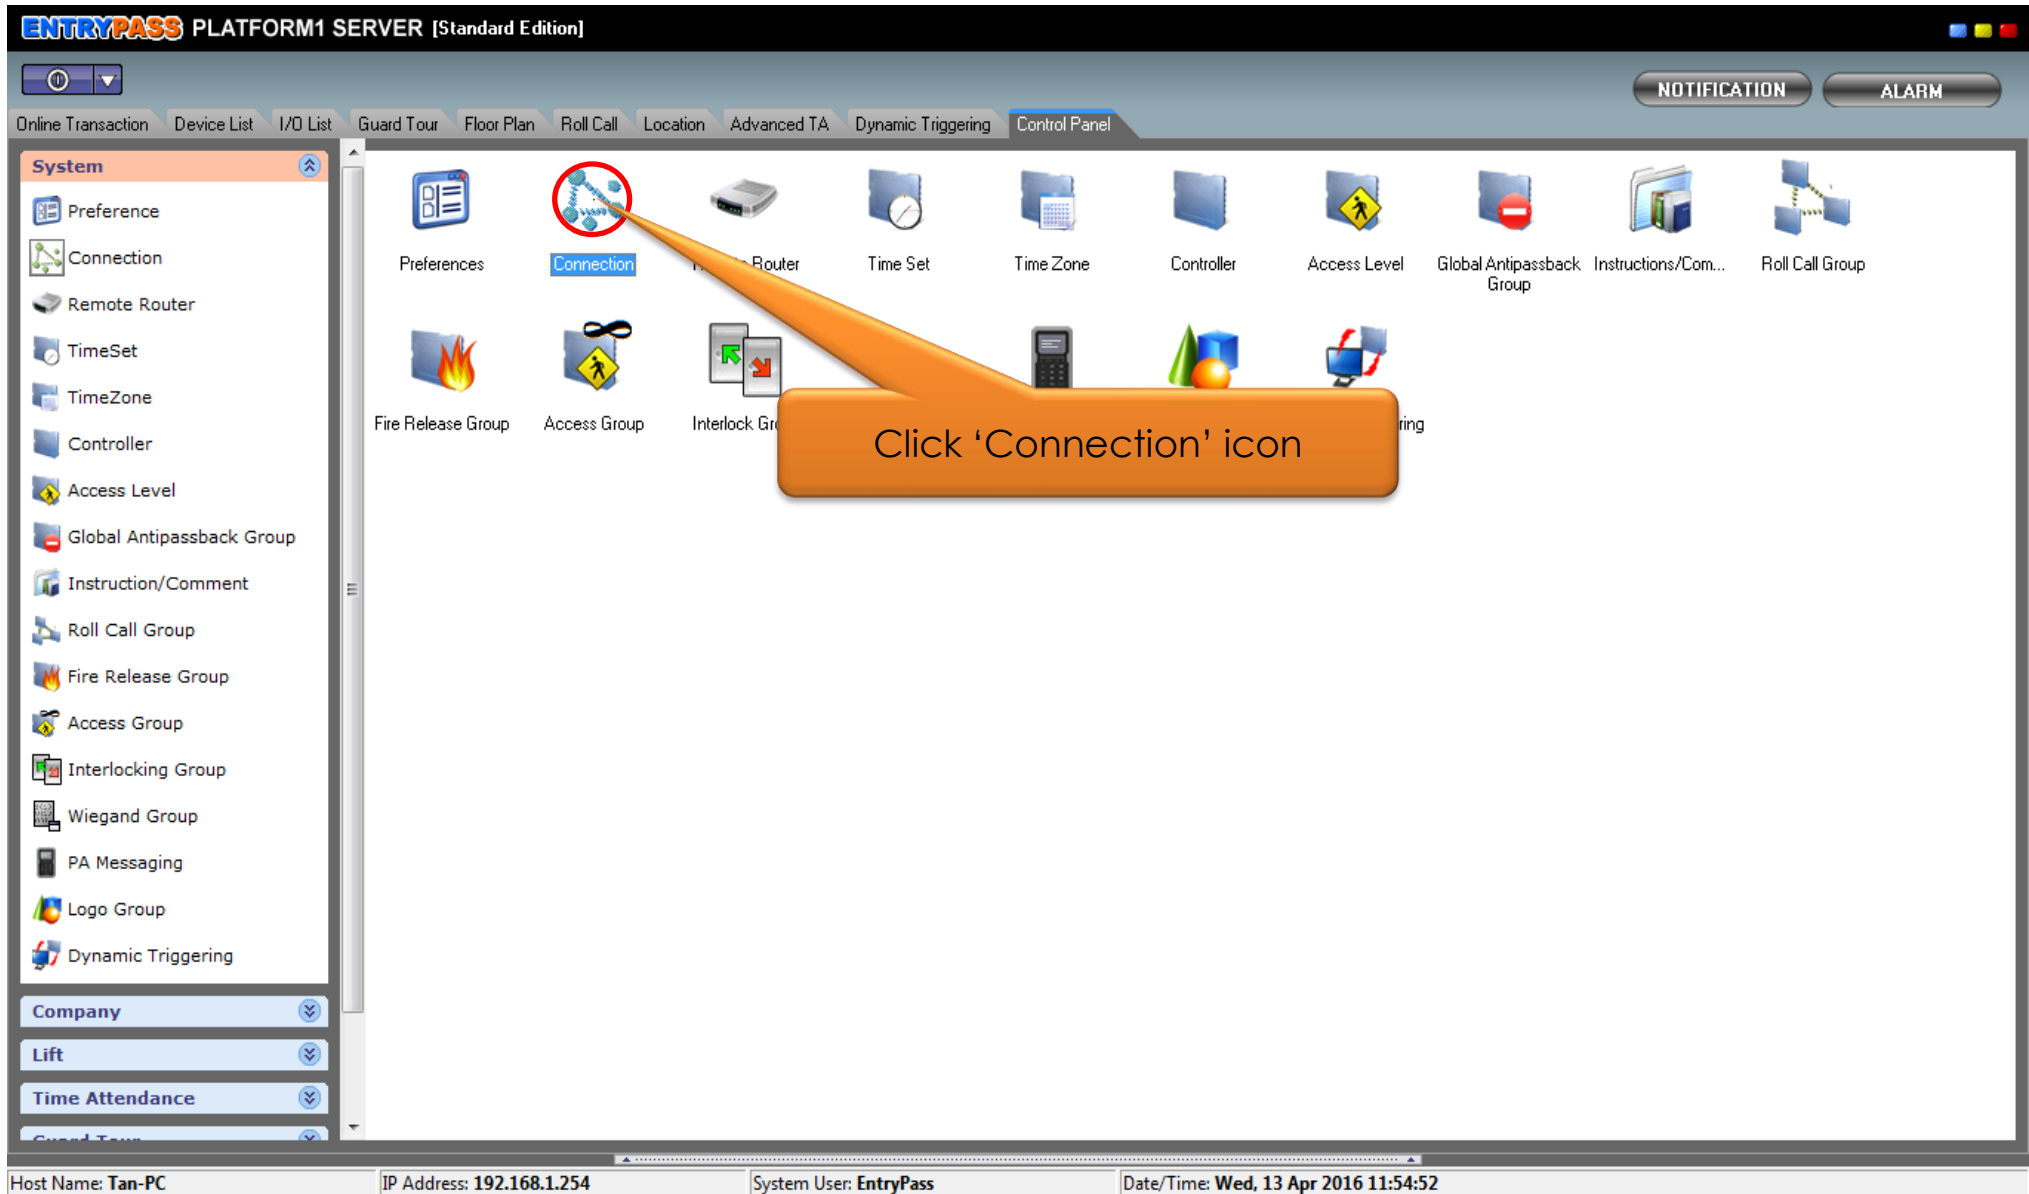 ENTRYPASS PLATFORM1 SERVER [Standard Edition]
NOTIFICATION ALARM
Online Transaction Device List I/O List Guard Tour Floor Plan Roll Call Location Advanced TA Dynamic Triggering Control Panel
System
Preference
Connection
Remote Router
TimeSet
TimeZone
Controller
Access Level
Global Antipassback Group
Instruction/Comment
Roll Call Group
Fire Release Group
Access Group
Interlocking Group
Wiegand Group
PA Messaging
Logo Group
Dynamic Triggering
Company
Lift
Time Attendance
Guard Tour
Preferences Connection Router Time Set Time Zone Controller Access Level Global Antipassback Instructions/Com... Roll Call Group
Group
Fire Release Group Access Group Interlock
Click ‘Connection’ icon
Host Name: Tan-PC IP Address: 192.168.1.254 System User: EntryPass Date/Time: Wed, 13 Apr 2016 11:54:52